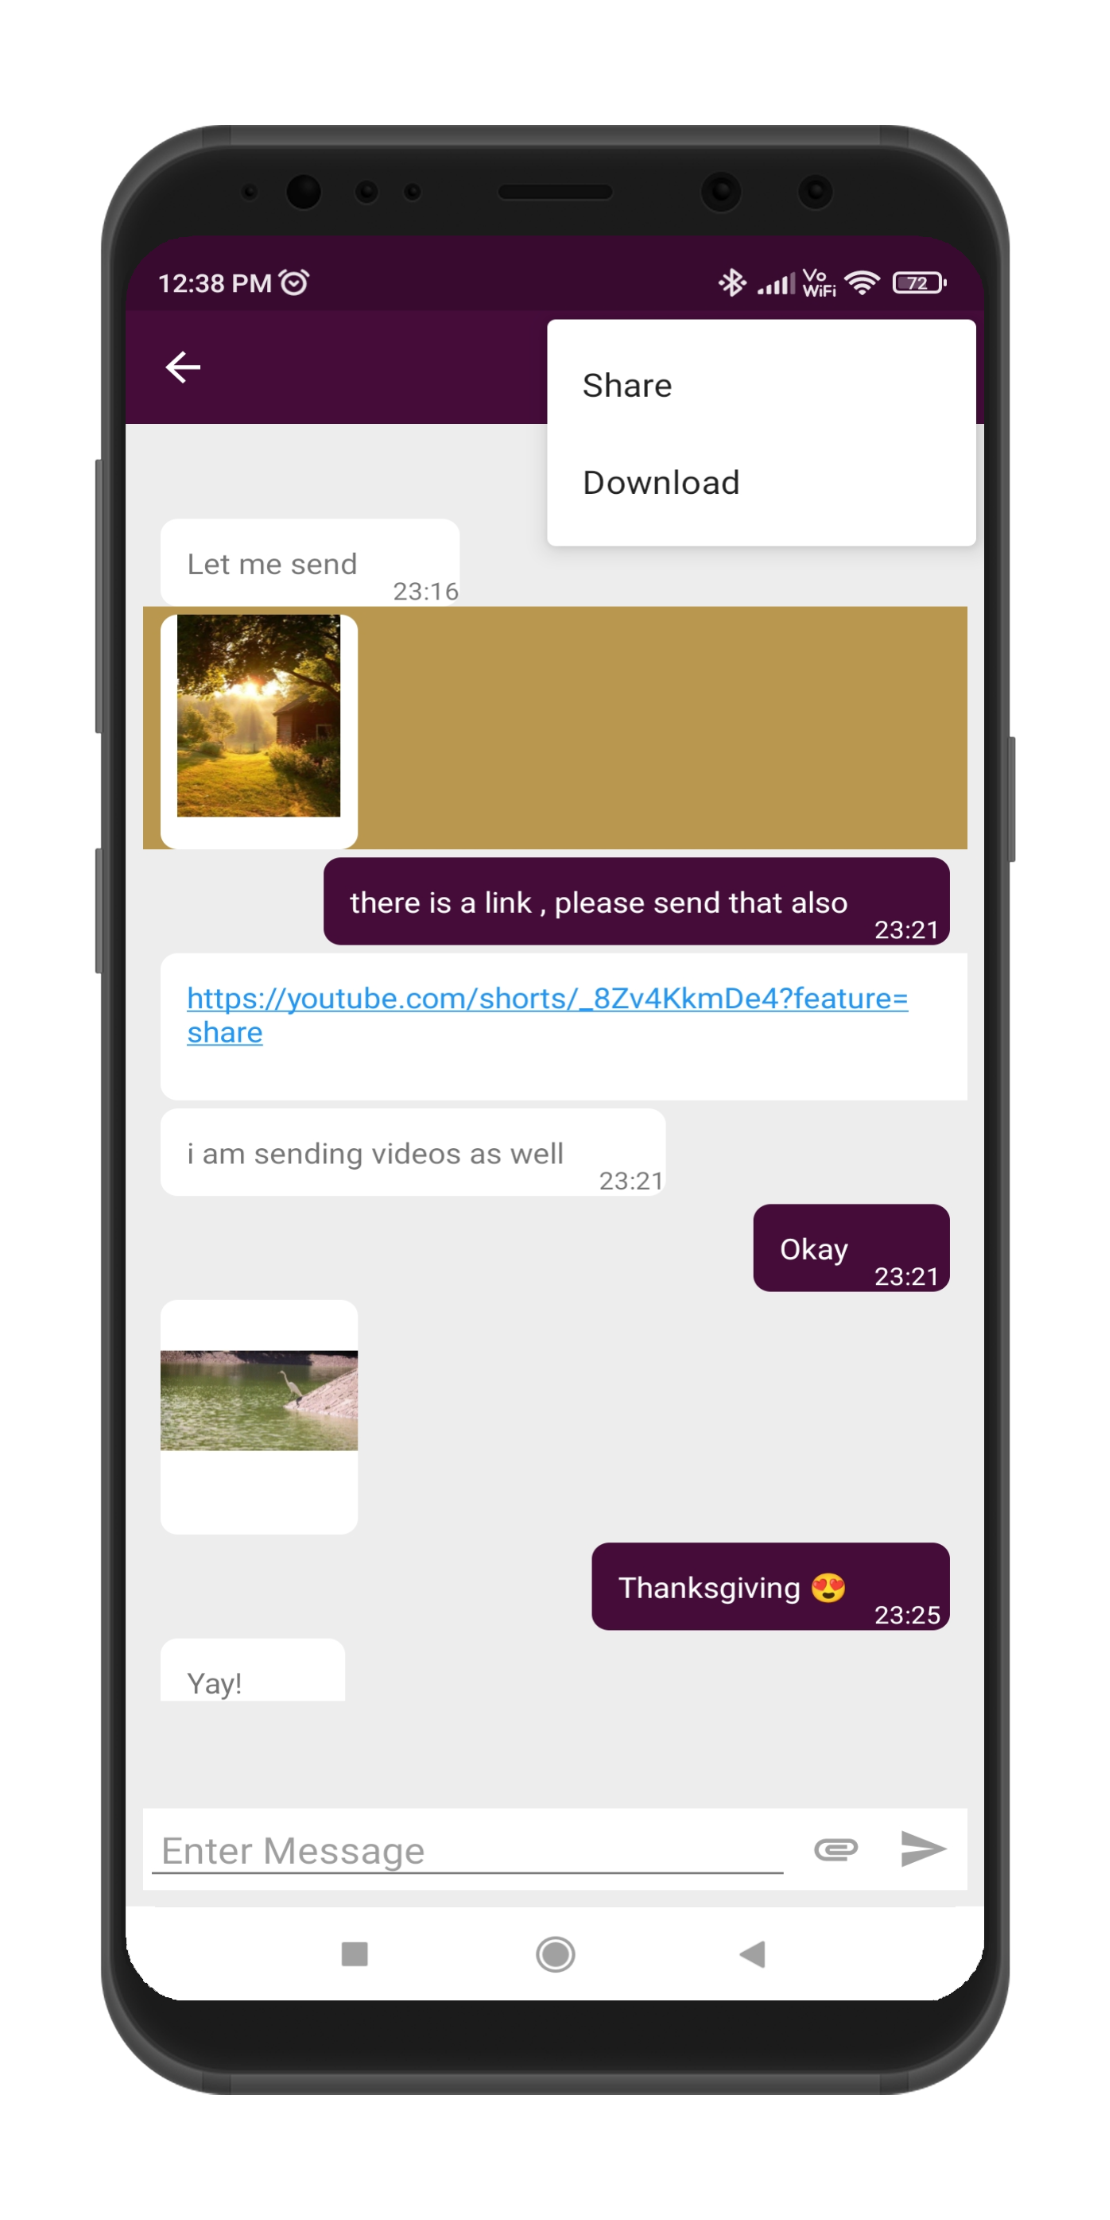 12:38 PM
Vo
WiFi
72
Share
Download
Let me send
23:16
there is a link , please send that also
23:21
https://youtube.com/shorts/_8Zv4KkmDe4?feature=
share
i am sending videos as well
23:21
Okay
23:21
Thanksgiving 😍
23:25
Yay!
Enter Message